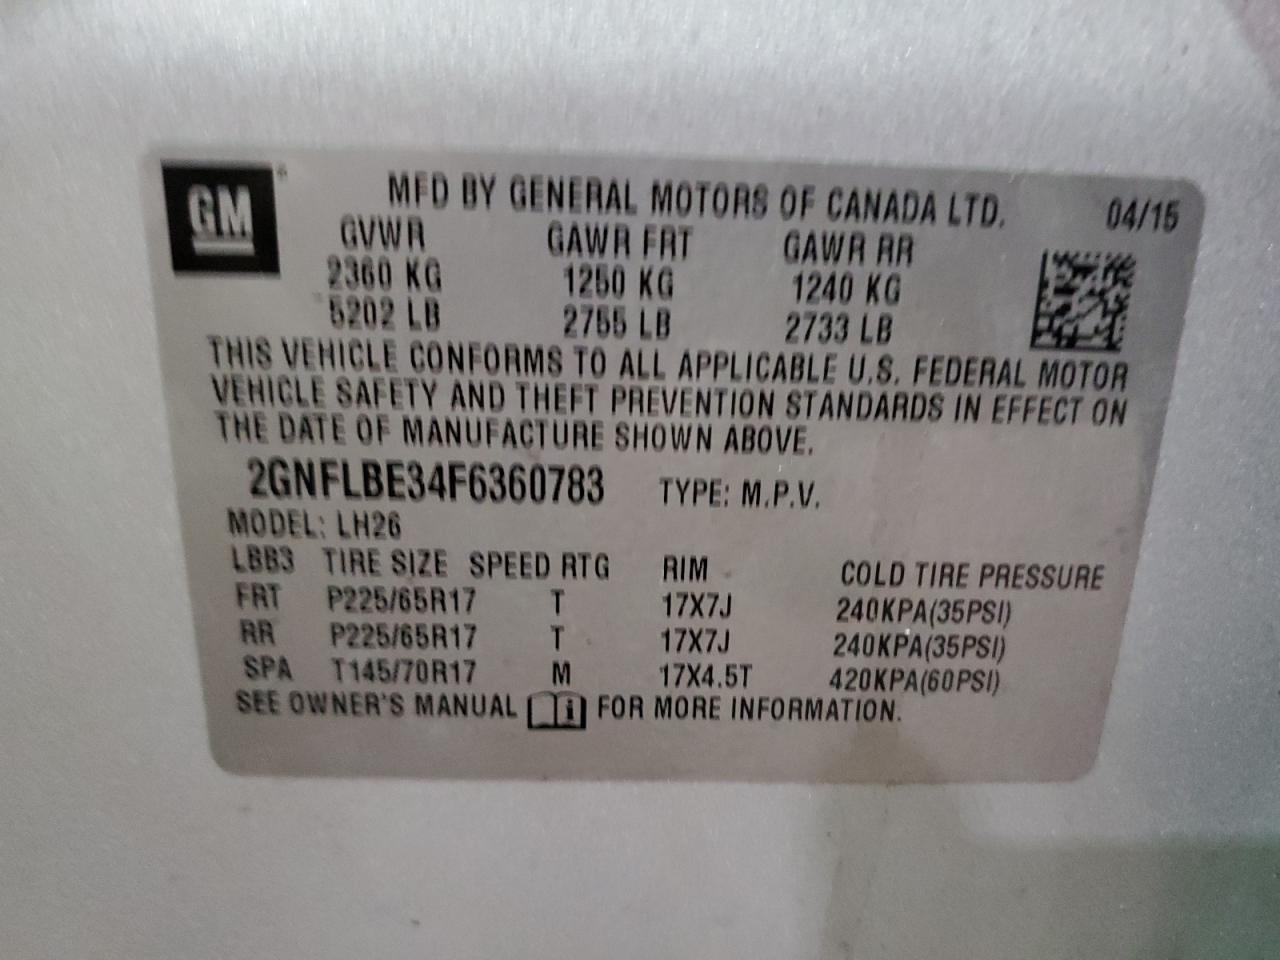 GM
MFD BY GENERAL MOTORS OF CANADA LTD. 04/15
GVWR GAWR FRT GAWR RR
2360 KG 1250 KG 1240 KG
5202 LB 2755 LB 2733 LB
THIS VEHICLE CONFORMS TO ALL APPLICABLE U.S. FEDERAL MOTOR
VEHICLE SAFETY AND THEFT PREVENTION STANDARDS IN EFFECT ON
THE DATE OF MANUFACTURE SHOWN ABOVE.
2GNFLBE34F6360783 TYPE: M.P.V.
MODEL: LH26
LBB3 TIRE SIZE SPEED RTG RIM COLD TIRE PRESSURE
FRT P225/65R17 T 17X7J 240KPA(35PSI)
RR P225/65R17 T 17X7J 240KPA(35PSI)
SPA T145/70R17 M 17X4.5T 420KPA(60PSI)
SEE OWNER'S MANUAL i FOR MORE INFORMATION.